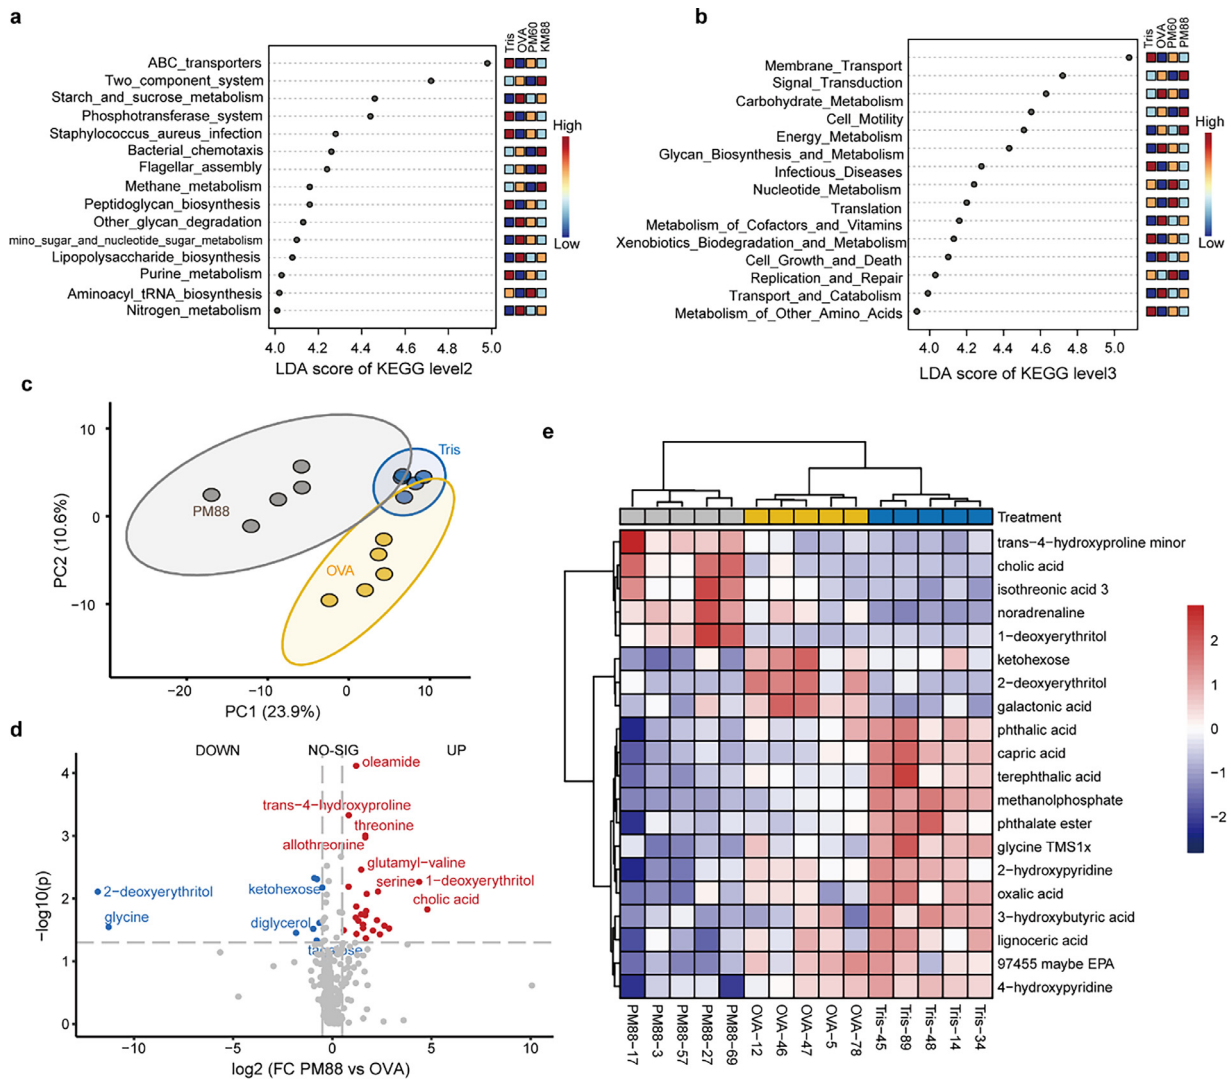 a
Tris
OVA
PM60
KM88
ABC_transporters
Two_component_system
Starch_and_sucrose_metabolism
Phosphotransferase_system
Staphylococcus_aureus_infection
Bacterial_chemotaxis
Flagellar_assembly
Methane_metabolism
Peptidoglycan_biosynthesis
Other_glycan_degradation
mino_sugar_and_nucleotide_sugar_metabolism
Lipopolysaccharide_biosynthesis
Purine_metabolism
Aminoacyl_tRNA_biosynthesis
Nitrogen_metabolism
High
Low
4.0 4.2 4.4 4.6 4.8 5.0
LDA score of KEGG level2
b
Tris
OVA
PM60
PM88
Membrane_Transport
Signal_Transduction
Carbohydrate_Metabolism
Cell_Motility
Energy_Metabolism
Glycan_Biosynthesis_and_Metabolism
Infectious_Diseases
Nucleotide_Metabolism
Translation
Metabolism_of_Cofactors_and_Vitamins
Xenobiotics_Biodegradation_and_Metabolism
Cell_Growth_and_Death
Replication_and_Repair
Transport_and_Catabolism
Metabolism_of_Other_Amino_Acids
High
Low
4.0 4.2 4.4 4.6 4.8 5.0
LDA score of KEGG level3
c
10
0
−10
PC2 (10.6%)
Tris
PM88
OVA
−20 −10 0 10
PC1 (23.9%)
d
DOWN NO-SIG UP
4
3
2
1
0
−log10(p)
oleamide
trans−4−hydroxyproline
threonine
allothreonine
glutamyl−valine
serine 1−deoxyerythritol
cholic acid
2−deoxyerythritol
ketohexose
glycine
diglycerol
−10 −5 0 5 10
log2 (FC PM88 vs OVA)
e
Treatment
trans−4−hydroxyproline minor
cholic acid
isothreonic acid 3
noradrenaline
1−deoxyerythritol
ketohexose
2−deoxyerythritol
galactonic acid
phthalic acid
capric acid
terephthalic acid
methanolphosphate
phthalate ester
glycine TMS1x
2−hydroxypyridine
oxalic acid
3−hydroxybutyric acid
lignoceric acid
97455 maybe EPA
4−hydroxypyridine
2
1
0
−1
−2
PM88−17
PM88−3
PM88−57
PM88−27
PM88−69
OVA−12
OVA−46
OVA−47
OVA−5
OVA−78
Tris−45
Tris−89
Tris−48
Tris−14
Tris−34